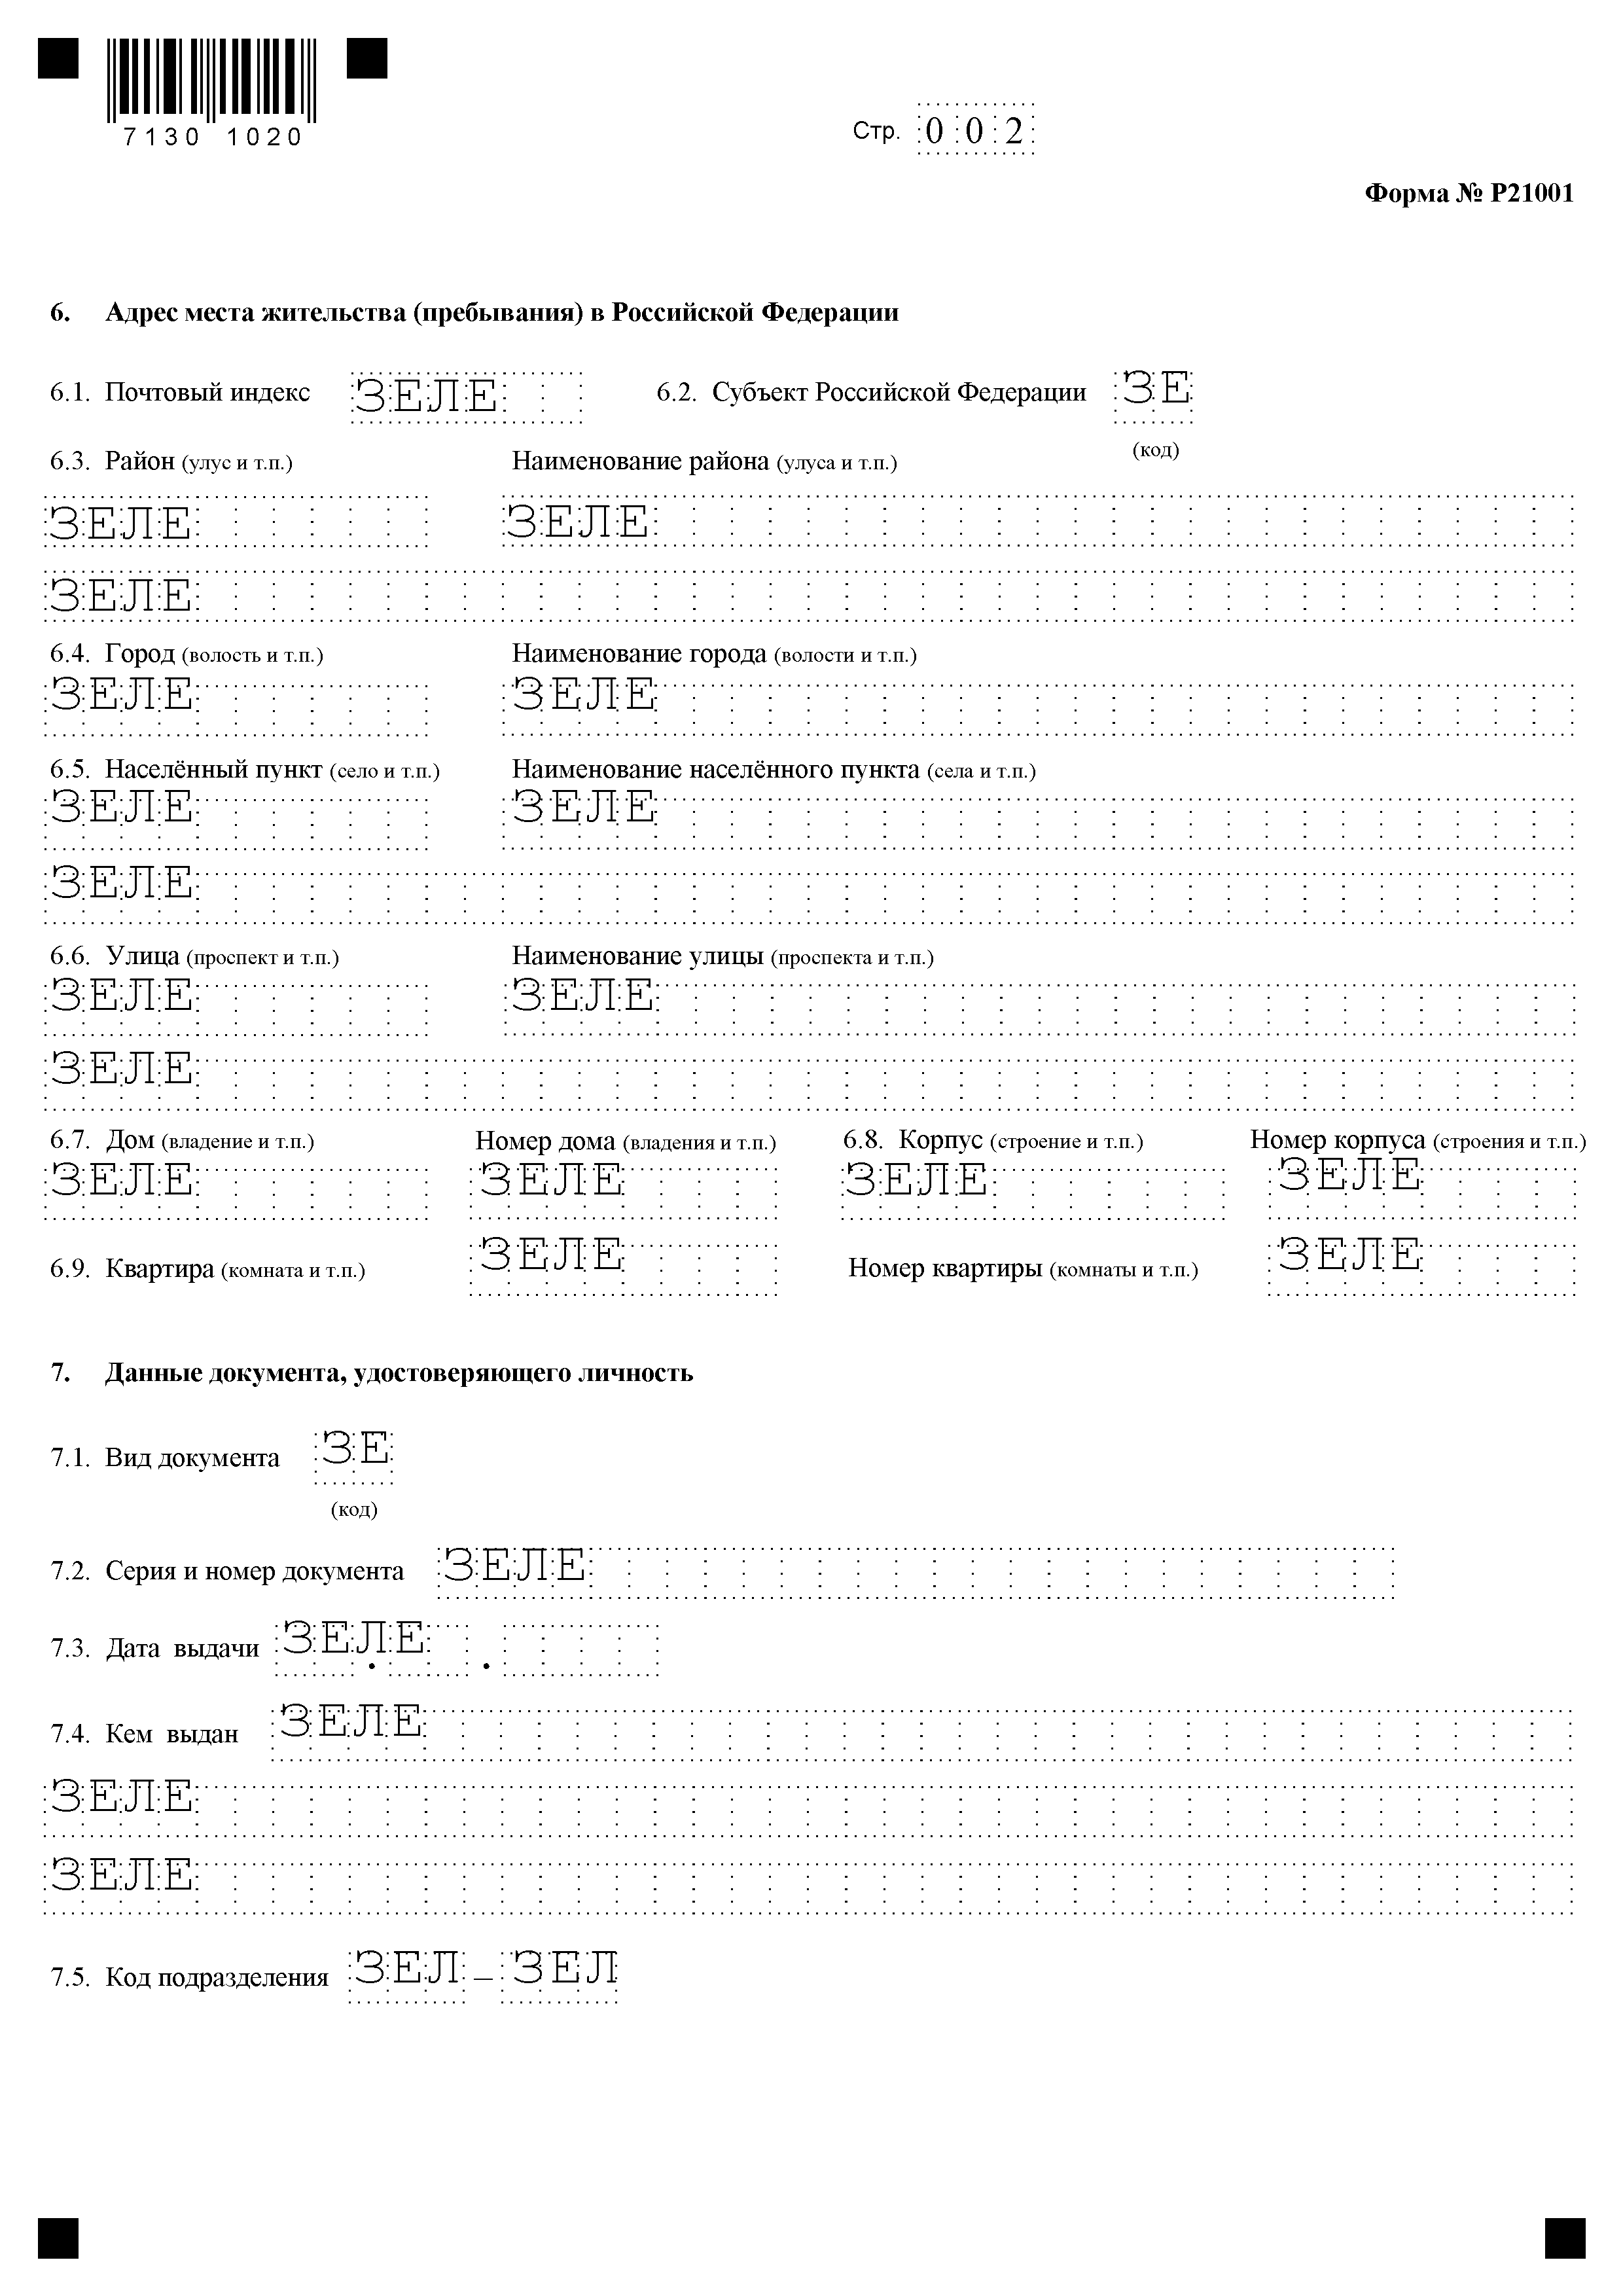 7130 1020
Стр. 002
Форма № Р21001
6. Адрес места жительства (пребывания) в Российской Федерации
6.1. Почтовый индекс ЗЕЛЕ 6.2. Субъект Российской Федерации ЗЕ
(код)
6.3. Район (улус и т.п.) Наименование района (улуса и т.п.)
ЗЕЛЕ ЗЕЛЕ
ЗЕЛЕ
6.4. Город (волость и т.п.) Наименование города (волости и т.п.)
ЗЕЛЕ ЗЕЛЕ
6.5. Населённый пункт (село и т.п.) Наименование населённого пункта (села и т.п.)
ЗЕЛЕ ЗЕЛЕ
ЗЕЛЕ
6.6. Улица (проспект и т.п.) Наименование улицы (проспекта и т.п.)
ЗЕЛЕ ЗЕЛЕ
ЗЕЛЕ
6.7. Дом (владение и т.п.) Номер дома (владения и т.п.) 6.8. Корпус (строение и т.п.) Номер корпуса (строения и т.п.)
ЗЕЛЕ ЗЕЛЕ ЗЕЛЕ ЗЕЛЕ
6.9. Квартира (комната и т.п.) ЗЕЛЕ Номер квартиры (комнаты и т.п.) ЗЕЛЕ
7. Данные документа, удостоверяющего личность
7.1. Вид документа ЗЕ
(код)
7.2. Серия и номер документа ЗЕЛЕ
7.3. Дата выдачи ЗЕЛЕ . .
7.4. Кем выдан ЗЕЛЕ
ЗЕЛЕ
ЗЕЛЕ
7.5. Код подразделения ЗЕЛ – ЗЕЛ